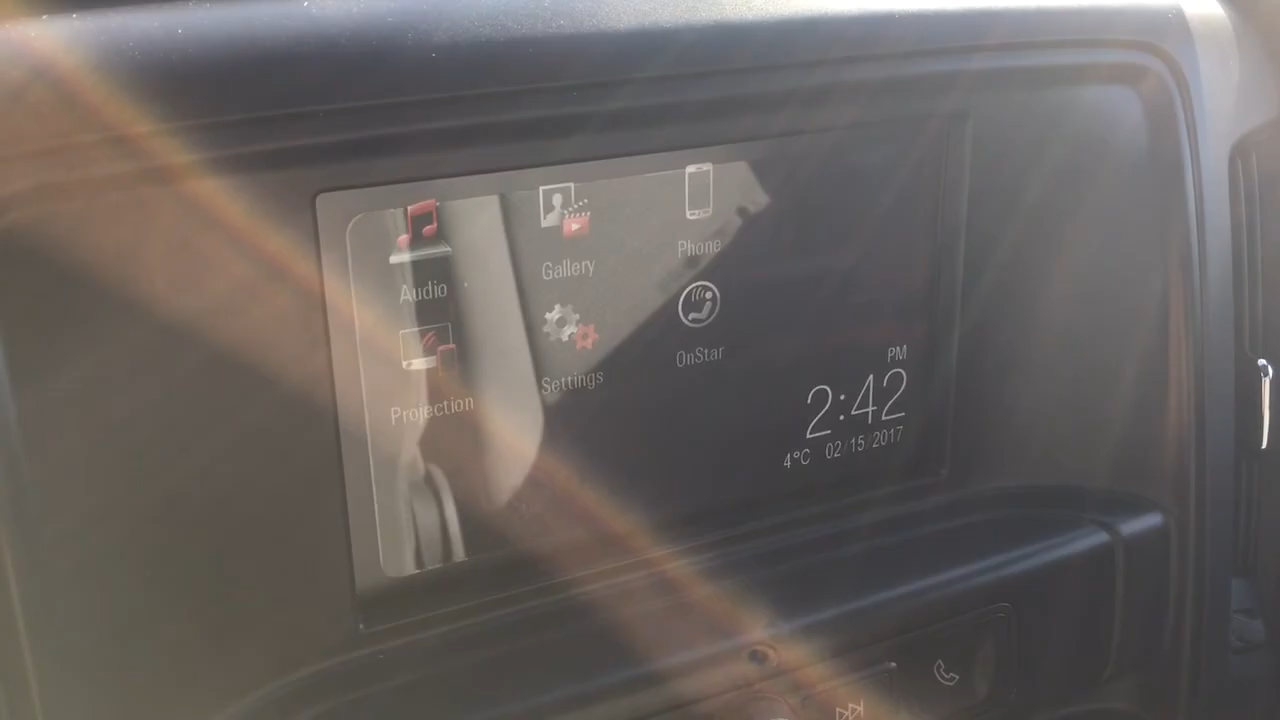 Audio
Gallery
Phone
Projection
Settings
OnStar
PM
2:42
4°C 02/15/2017